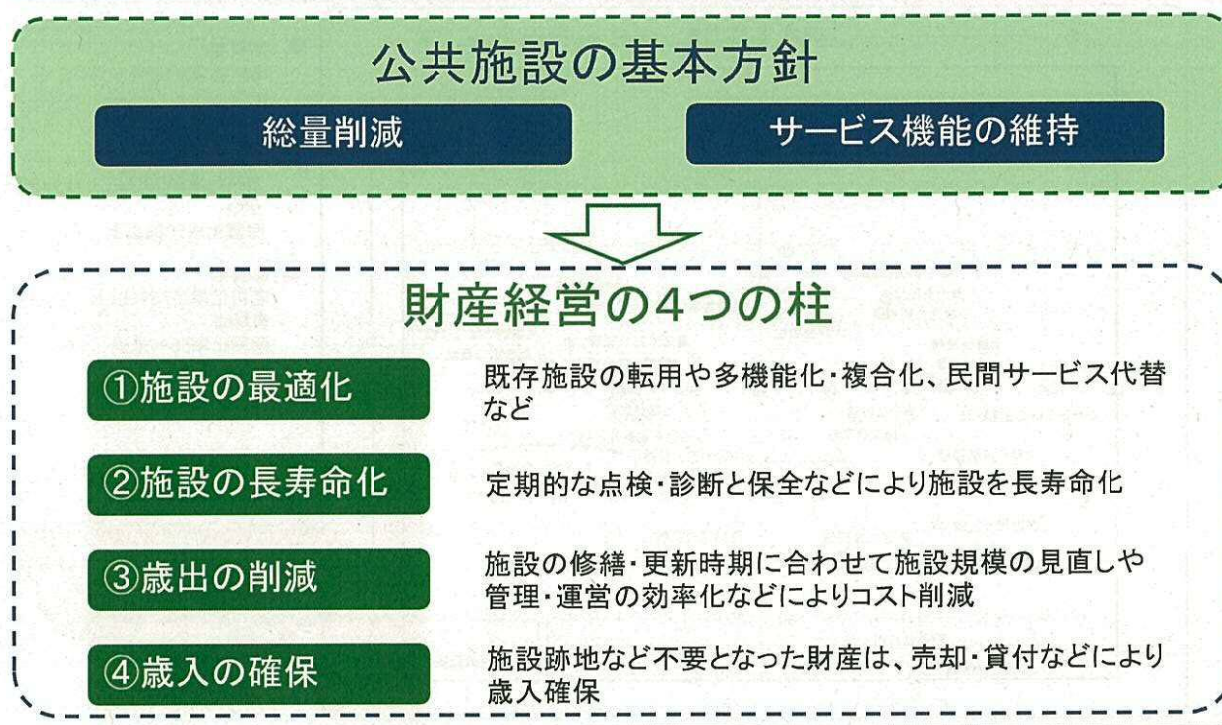 公共施設の基本方針
総量削減
サービス機能の維持
財産経営の4つの柱
①施設の最適化
既存施設の転用や多機能化・複合化、民間サービス代替
など
②施設の長寿命化
定期的な点検・診断と保全などにより施設を長寿命化
③歳出の削減
施設の修繕・更新時期に合わせて施設規模の見直しや
管理・運営の効率化などによりコスト削減
④歳入の確保
施設跡地など不要となった財産は、売却・貸付などにより
歳入確保